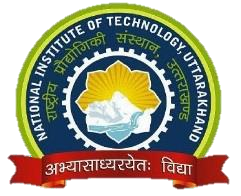 NATIONAL INSTITUTE OF TECHNOLOGY, UTTARAKHAND
राष्ट्रीय प्रौद्योगिकी संस्थान, उत्तराखण्ड
अभ्यासाध्यरयेतः विद्या